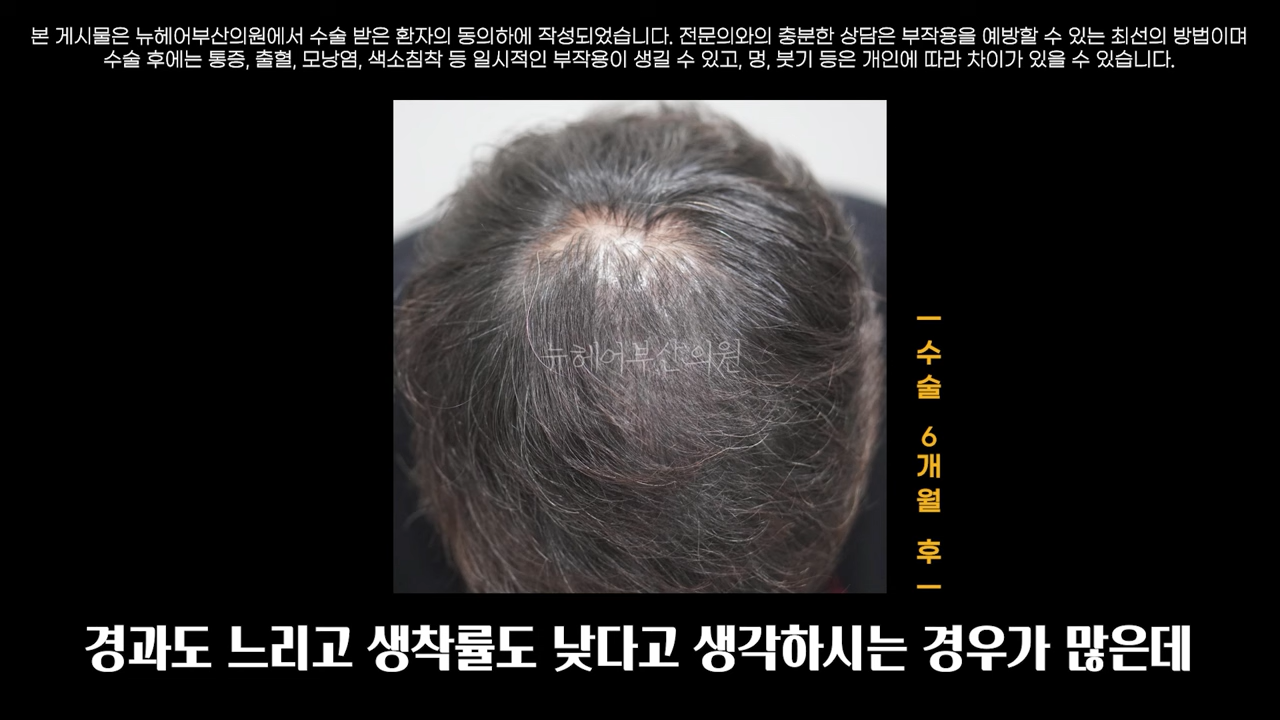 본 게시물은 뉴헤어부산의원에서 수술 받은 환자의 동의하에 작성되었습니다. 전문의와의 충분한 상담은 부작용을 예방할 수 있는 최선의 방법이며
수술 후에는 통증, 출혈, 모낭염, 색소침착 등 일시적인 부작용이 생길 수 있고, 멍, 붓기 등은 개인에 따라 차이가 있을 수 있습니다.
뉴헤어부산의원
ㅡ수술 6개월 후ㅡ
경과도 느리고 생착률도 낮다고 생각하시는 경우가 많은데